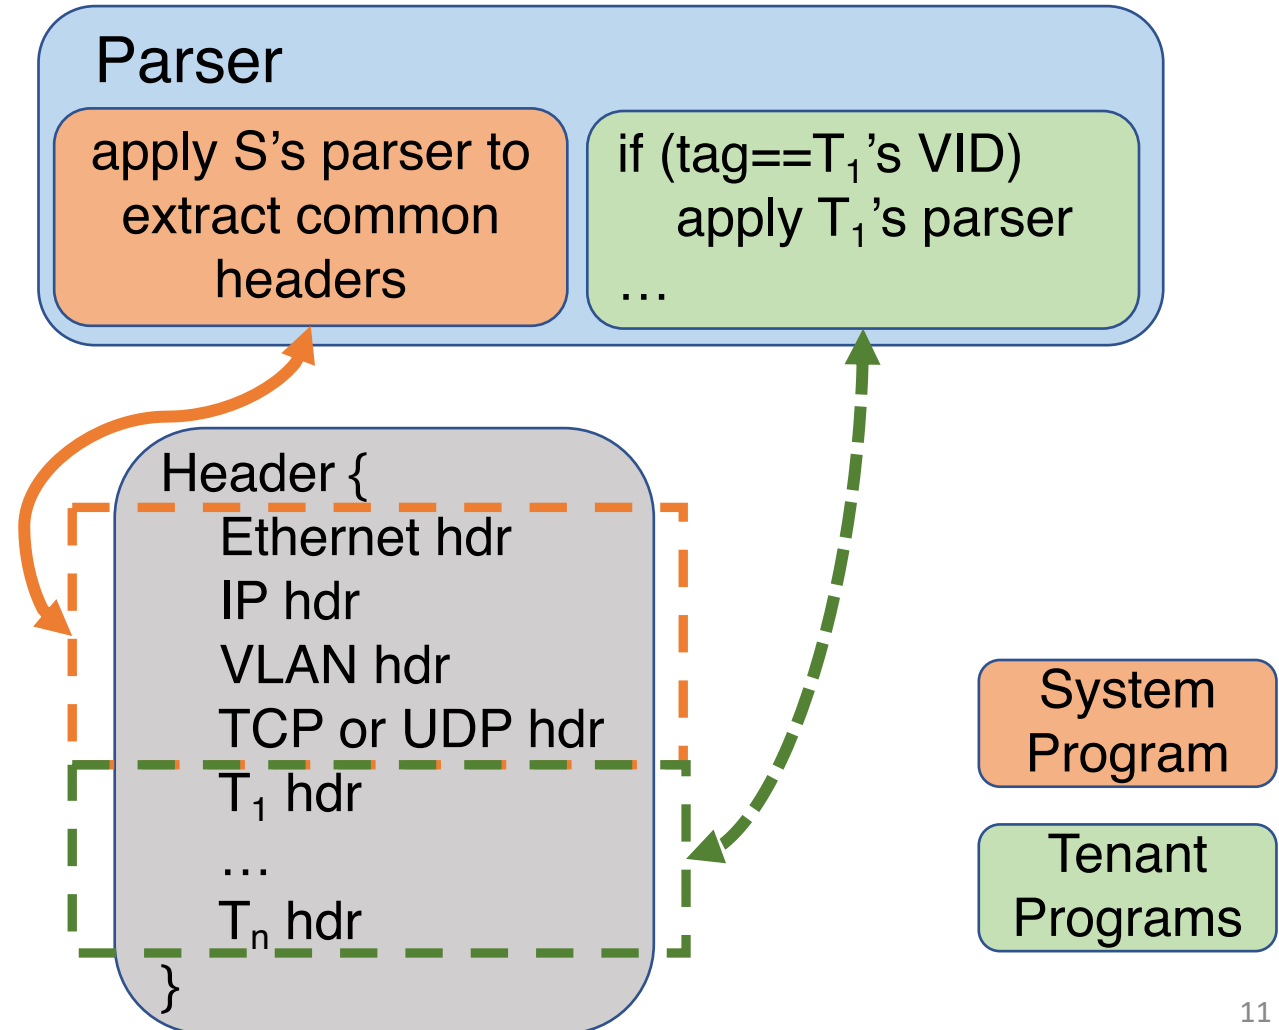 Parser
apply S’s parser to
extract common
headers
if (tag==T₁’s VID)
apply T₁’s parser
…
Header {
Ethernet hdr
IP hdr
VLAN hdr
TCP or UDP hdr
T₁ hdr
…
Tₙ hdr
}
System
Program
Tenant
Programs
11